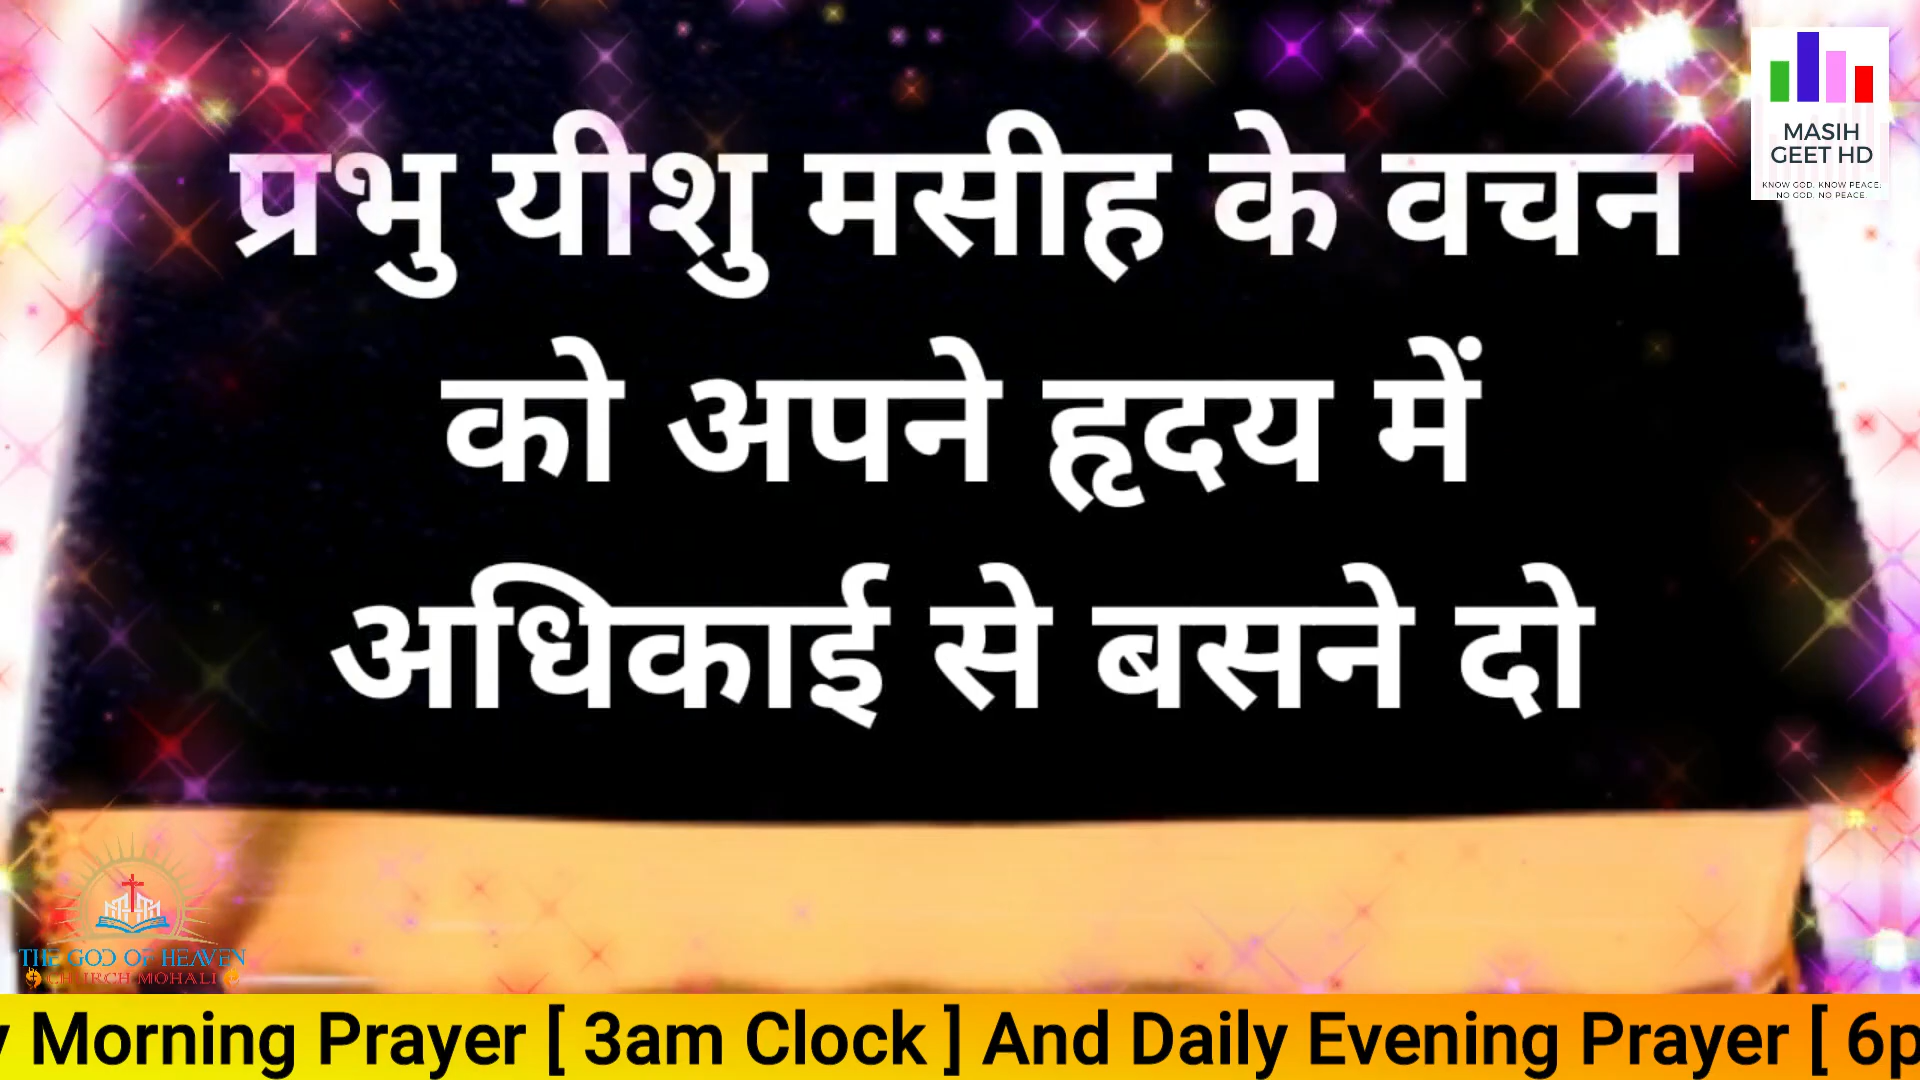 प्रभु यीशु मसीह के वचन
को अपने हृदय में
अधिकाई से बसने दो
MASIH
GEET HD
KNOW GOD. KNOW PEACE.
NO GOD. NO PEACE.
THE GOD OF HEAVEN
CHURCH MOHALI
Morning Prayer [ 3am Clock ] And Daily Evening Prayer [ 6p